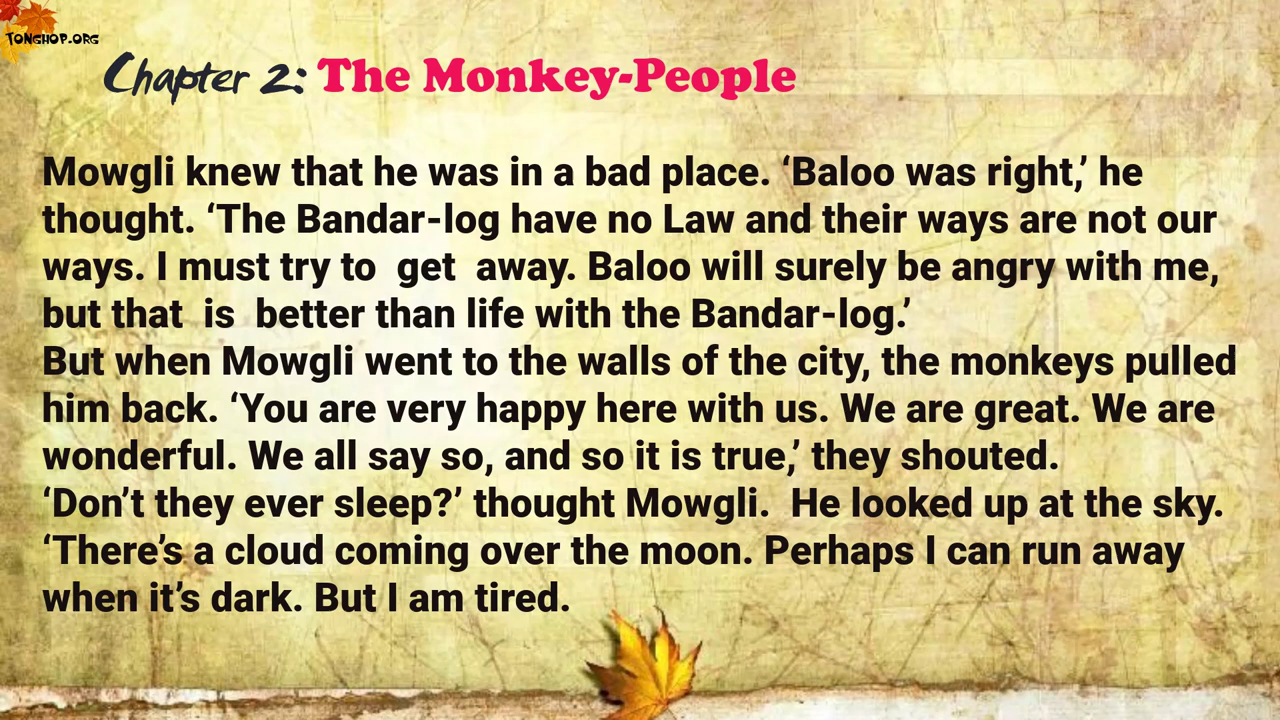 TONGHOP.ORG
Chapter 2: The Monkey-People
Mowgli knew that he was in a bad place. ‘Baloo was right,’ he
thought. ‘The Bandar-log have no Law and their ways are not our
ways. I must try to  get  away. Baloo will surely be angry with me,
but that  is  better than life with the Bandar-log.’
But when Mowgli went to the walls of the city, the monkeys pulled
him back. ‘You are very happy here with us. We are great. We are
wonderful. We all say so, and so it is true,’ they shouted.
‘Don’t they ever sleep?’ thought Mowgli.  He looked up at the sky.
‘There’s a cloud coming over the moon. Perhaps I can run away
when it’s dark. But I am tired.